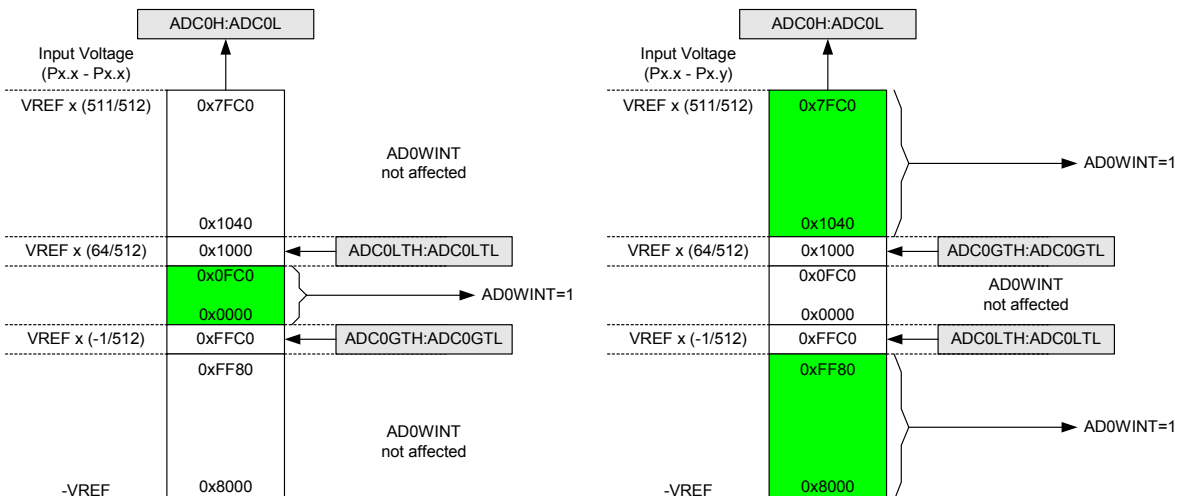 ADC0H:ADC0L
Input Voltage
(Px.x - Px.x)
VREF x (511/512)
0x7FC0
AD0WINT
not affected
0x1040
VREF x (64/512)
0x1000
ADC0LTH:ADC0LTL
0x0FC0
AD0WINT=1
0x0000
VREF x (-1/512)
0xFFC0
ADC0GTH:ADC0GTL
0xFF80
AD0WINT
not affected
-VREF
0x8000
ADC0H:ADC0L
Input Voltage
(Px.x - Px.y)
VREF x (511/512)
0x7FC0
AD0WINT=1
0x1040
VREF x (64/512)
0x1000
ADC0GTH:ADC0GTL
0x0FC0
AD0WINT
not affected
0x0000
VREF x (-1/512)
0xFFC0
ADC0LTH:ADC0LTL
0xFF80
AD0WINT=1
-VREF
0x8000